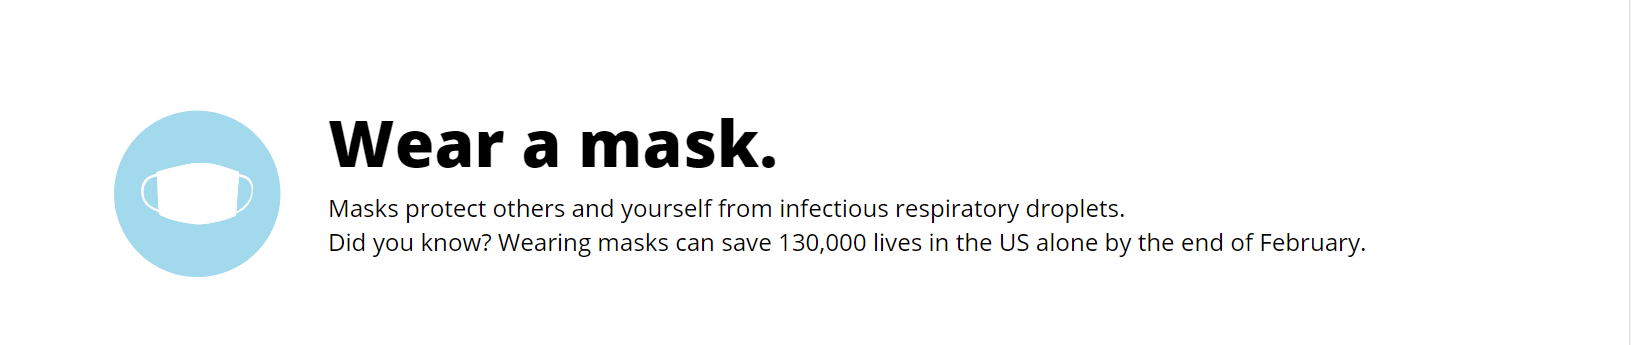 Wear a mask.
Masks protect others and yourself from infectious respiratory droplets.
Did you know? Wearing masks can save 130,000 lives in the US alone by the end of February.